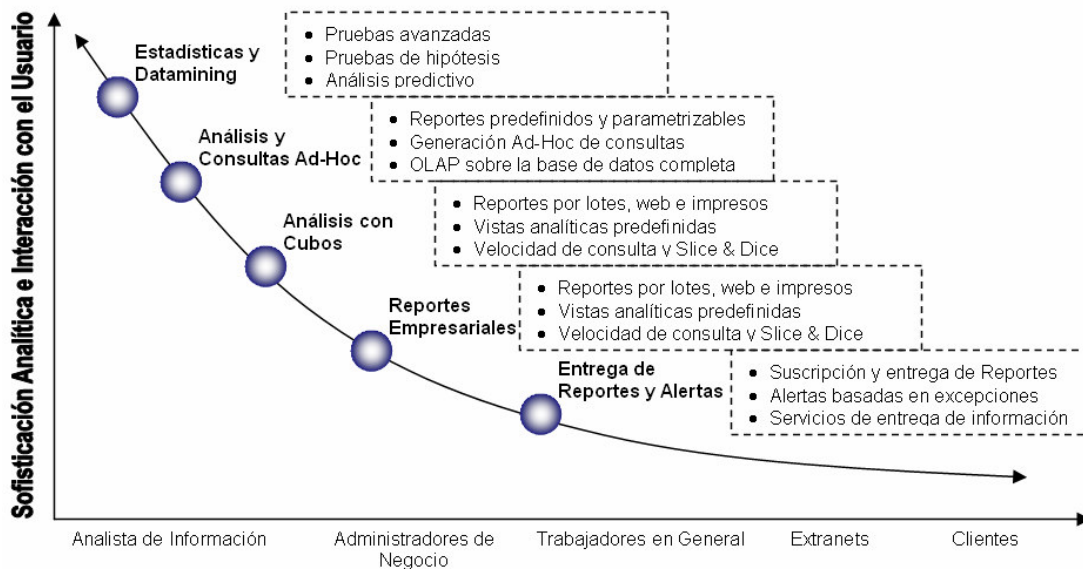 Sofisticación Analítica e Interacción con el Usuario
Estadísticas y
Datamining
• Pruebas avanzadas
• Pruebas de hipótesis
• Análisis predictivo
Análisis y
Consultas Ad-Hoc
• Reportes predefinidos y parametrizables
• Generación Ad-Hoc de consultas
• OLAP sobre la base de datos completa
Análisis con
Cubos
• Reportes por lotes, web e impresos
• Vistas analíticas predefinidas
• Velocidad de consulta y Slice & Dice
Reportes
Empresariales
• Reportes por lotes, web e impresos
• Vistas analíticas predefinidas
• Velocidad de consulta y Slice & Dice
Entrega de
Reportes y Alertas
• Suscripción y entrega de Reportes
• Alertas basadas en excepciones
• Servicios de entrega de información
Analista de Información
Administradores de
Negocio
Trabajadores en General
Extranets
Clientes